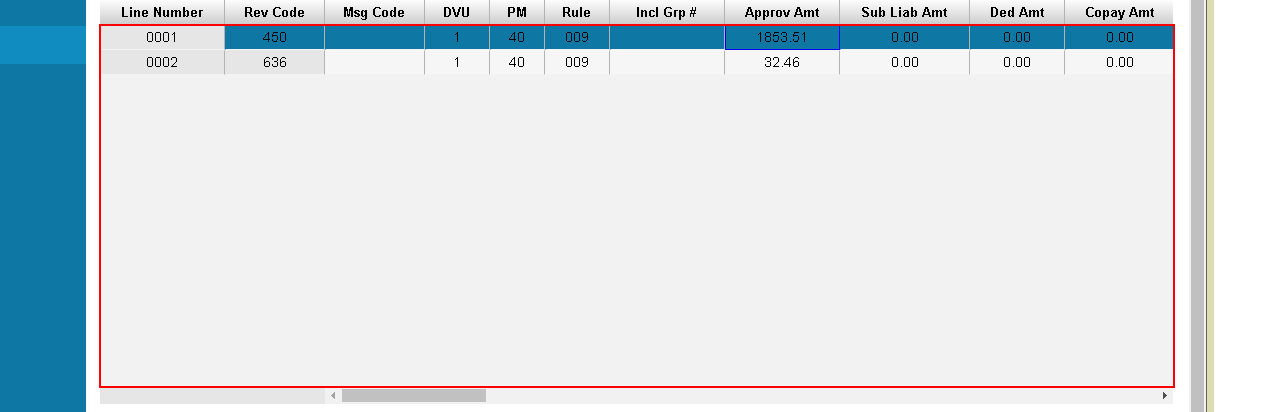 Line Number Rev Code Msg Code DVU PM Rule Incl Grp # Approv Amt Sub Liab Amt Ded Amt Copay Amt
0001 450 1 40 009 1853.51 0.00 0.00 0.00
0002 636 1 40 009 32.46 0.00 0.00 0.00